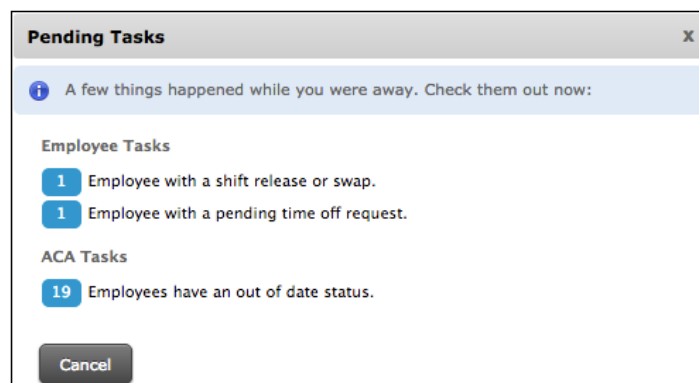 Pending Tasks x
i A few things happened while you were away. Check them out now:
Employee Tasks
1 Employee with a shift release or swap.
1 Employee with a pending time off request.
ACA Tasks
19 Employees have an out of date status.
Cancel